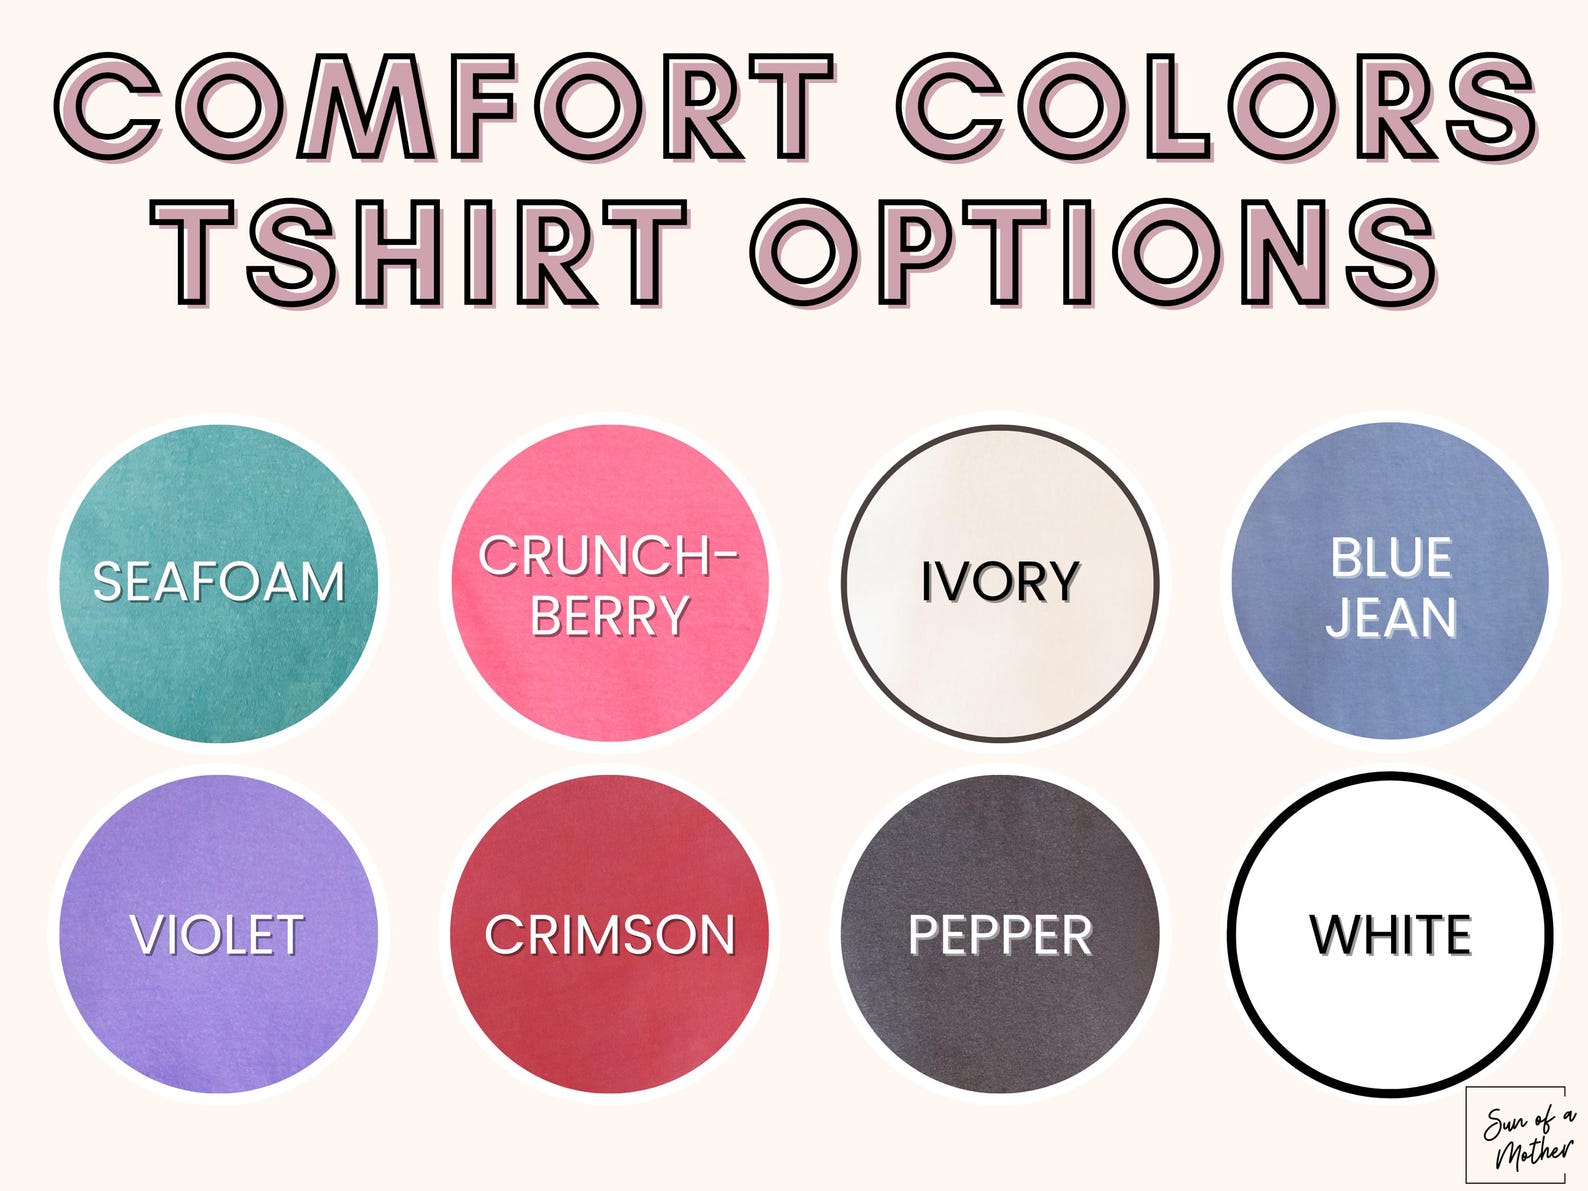 COMFORT COLORS
TSHIRT OPTIONS
SEAFOAM
CRUNCH-
BERRY
IVORY
BLUE
JEAN
VIOLET
CRIMSON
PEPPER
WHITE
Sun of a
Mother